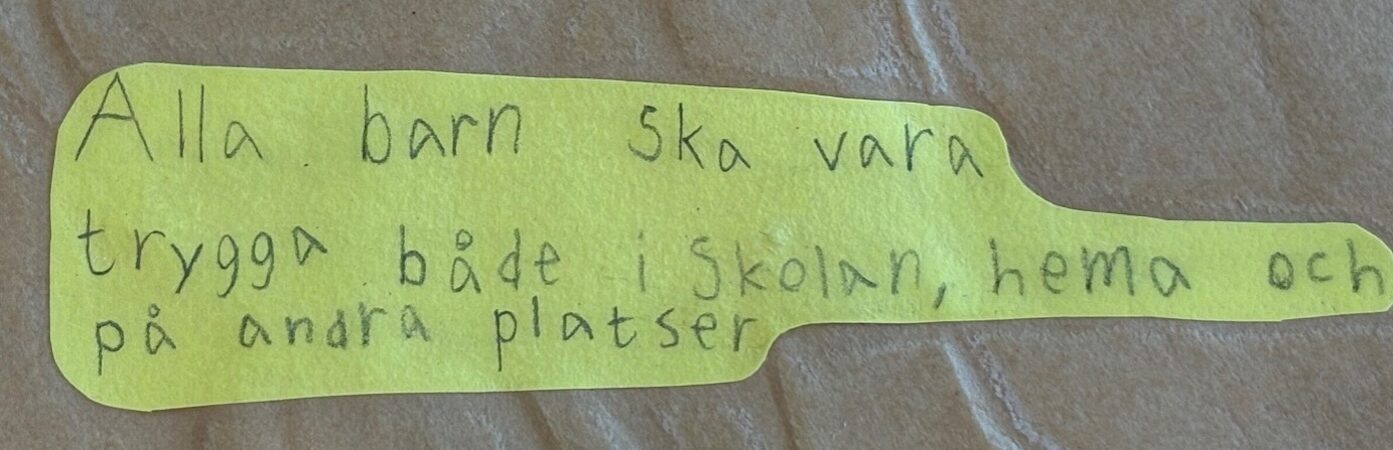 Alla barn ska vara
trygga både i skolan, hema och
på andra platser